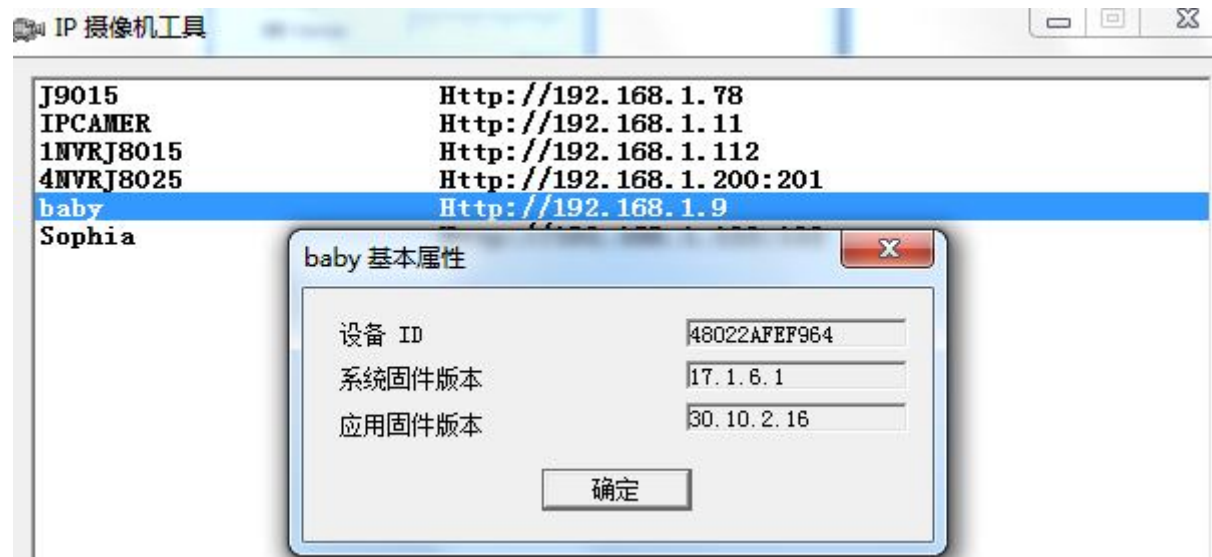 IP 摄像机工具
J9015 Http://192.168.1.78
IPCAMER Http://192.168.1.11
1NVRJ8015 Http://192.168.1.112
4NVRJ8025 Http://192.168.1.200:201
baby Http://192.168.1.9
Sophia
baby 基本属性
设备 ID 48022AFEF964
系统固件版本 17.1.6.1
应用固件版本 30.10.2.16
确定